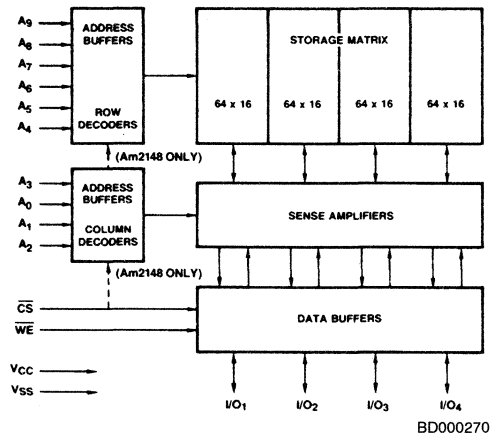 A9
A8
A7
A6
A5
A4
ADDRESS
BUFFERS
ROW
DECODERS
STORAGE MATRIX
64 x 16
64 x 16
64 x 16
64 x 16
(Am2148 ONLY)
A3
A0
A1
A2
ADDRESS
BUFFERS
COLUMN
DECODERS
SENSE AMPLIFIERS
(Am2148 ONLY)
CS
WE
DATA BUFFERS
VCC
VSS
I/O1
I/O2
I/O3
I/O4
BD000270